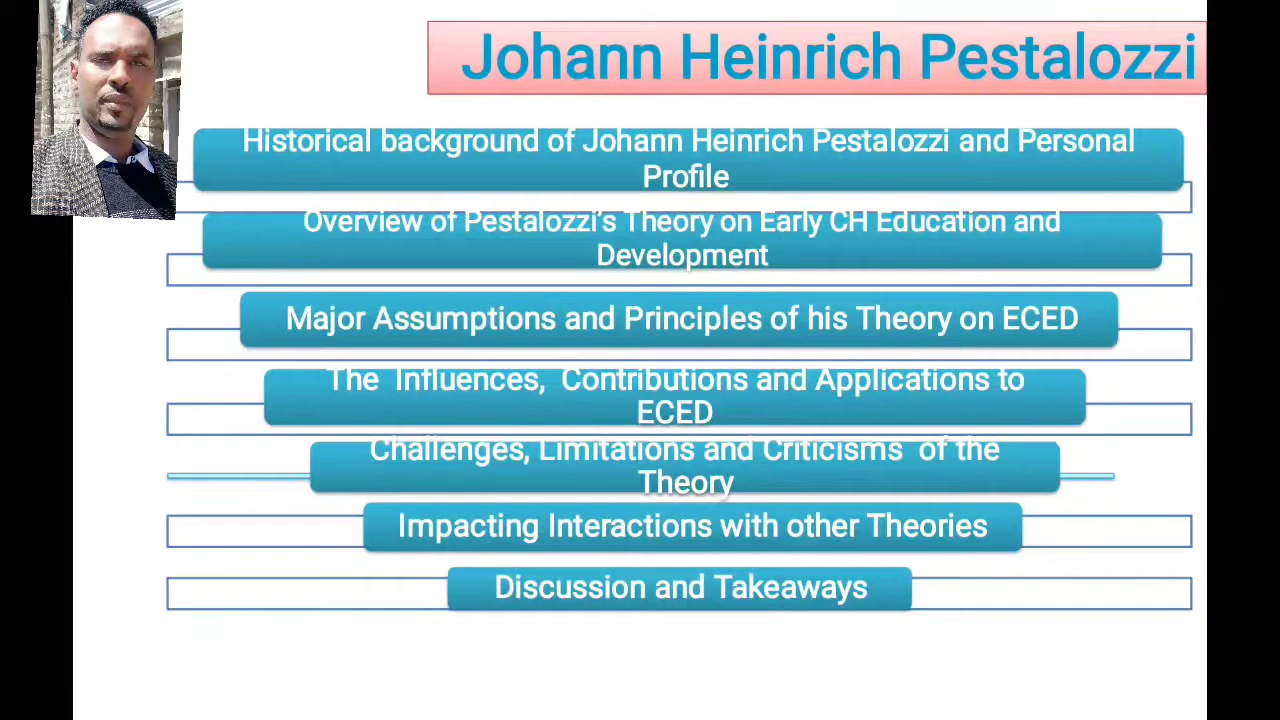 Johann Heinrich Pestalozzi
Historical background of Johann Heinrich Pestalozzi and Personal
Profile
Overview of Pestalozzi's Theory on Early CH Education and
Development
Major Assumptions and Principles of his Theory on ECED
The Influences, Contributions and Applications to
ECED
Challenges, Limitations and Criticisms of the
Theory
Impacting Interactions with other Theories
Discussion and Takeaways